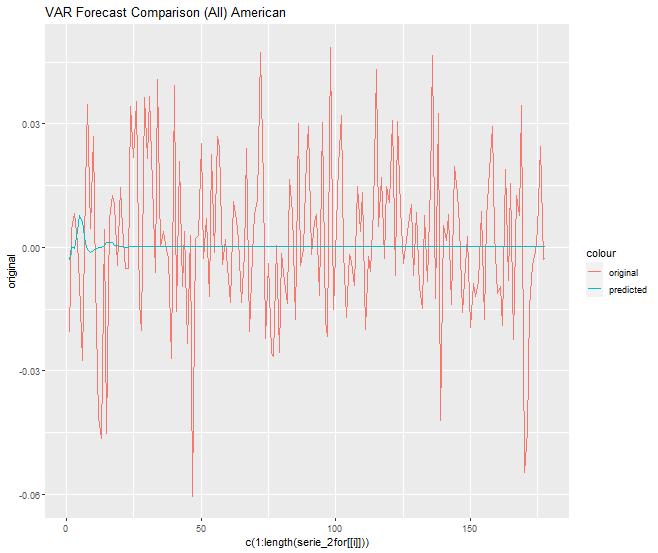 VAR Forecast Comparison (All) American
original
0.03
0.00
-0.03
-0.06
0
50
100
150
c(1:length(serie_2for[[i]]))
colour
original
predicted